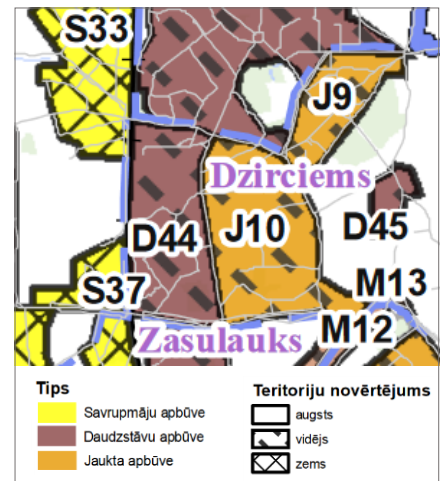 S33
J9
Dzirciems
D44
J10
D45
S37
M13
Zasulauks
M12
Tips
Savrupmāju apbūve
Daudzstāvu apbūve
Jaukta apbūve
Teritoriju novērtējums
augsts
vidējs
zems